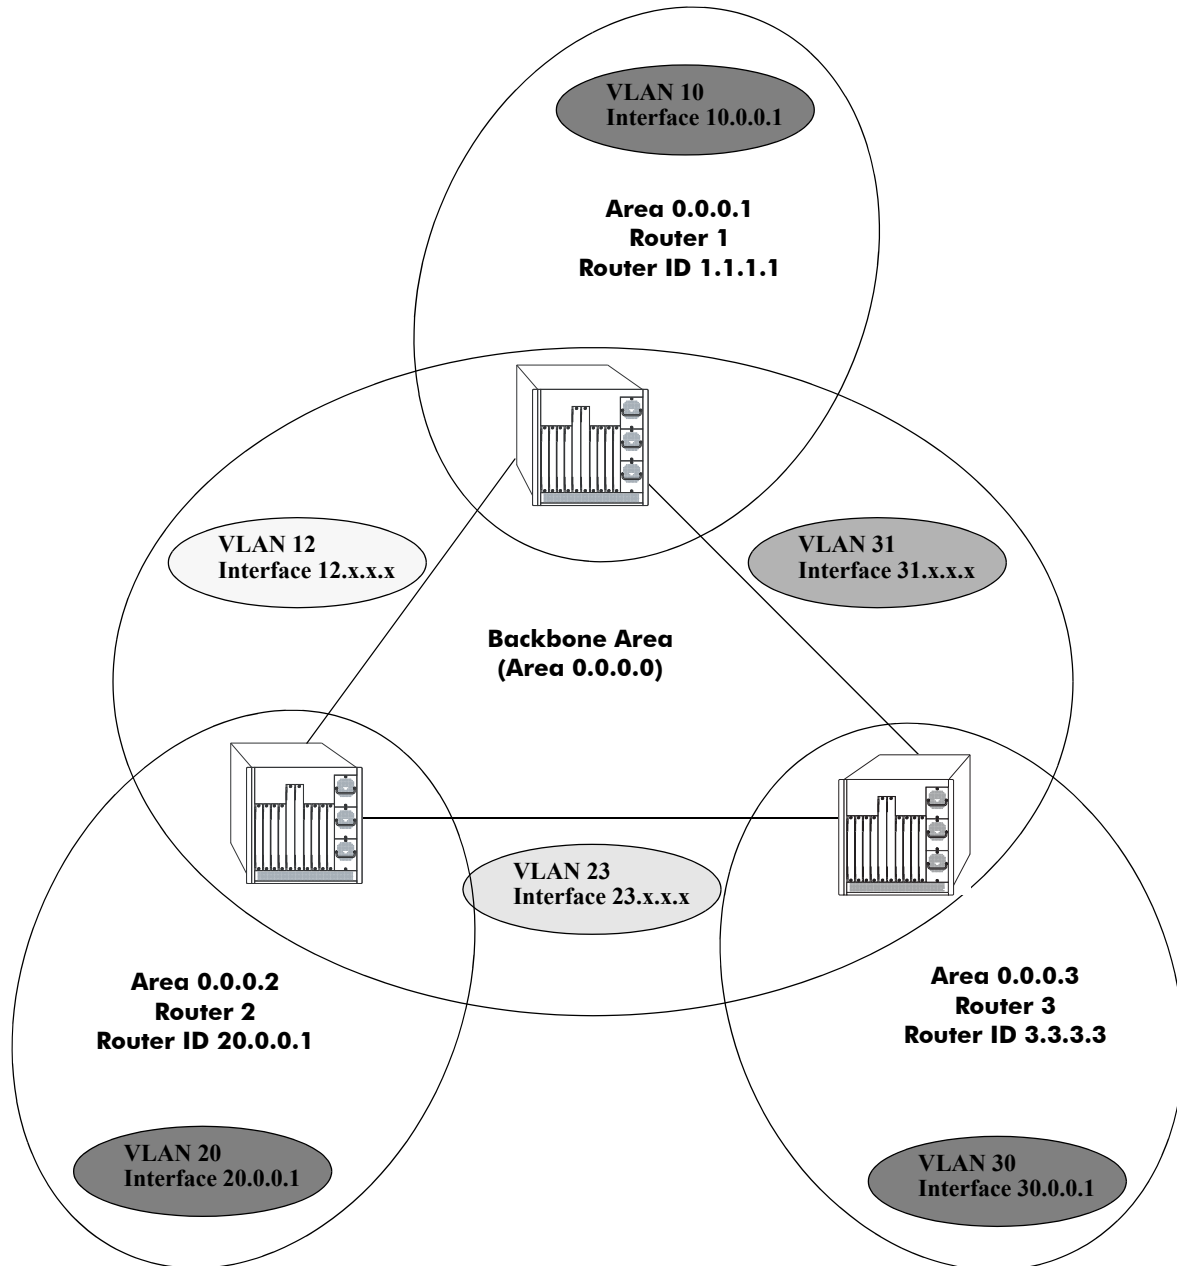 VLAN 10
Interface 10.0.0.1
Area 0.0.0.1
Router 1
Router ID 1.1.1.1
VLAN 12
Interface 12.x.x.x
VLAN 31
Interface 31.x.x.x
Backbone Area
(Area 0.0.0.0)
VLAN 23
Interface 23.x.x.x
Area 0.0.0.2
Router 2
Router ID 20.0.0.1
Area 0.0.0.3
Router 3
Router ID 3.3.3.3
VLAN 20
Interface 20.0.0.1
VLAN 30
Interface 30.0.0.1